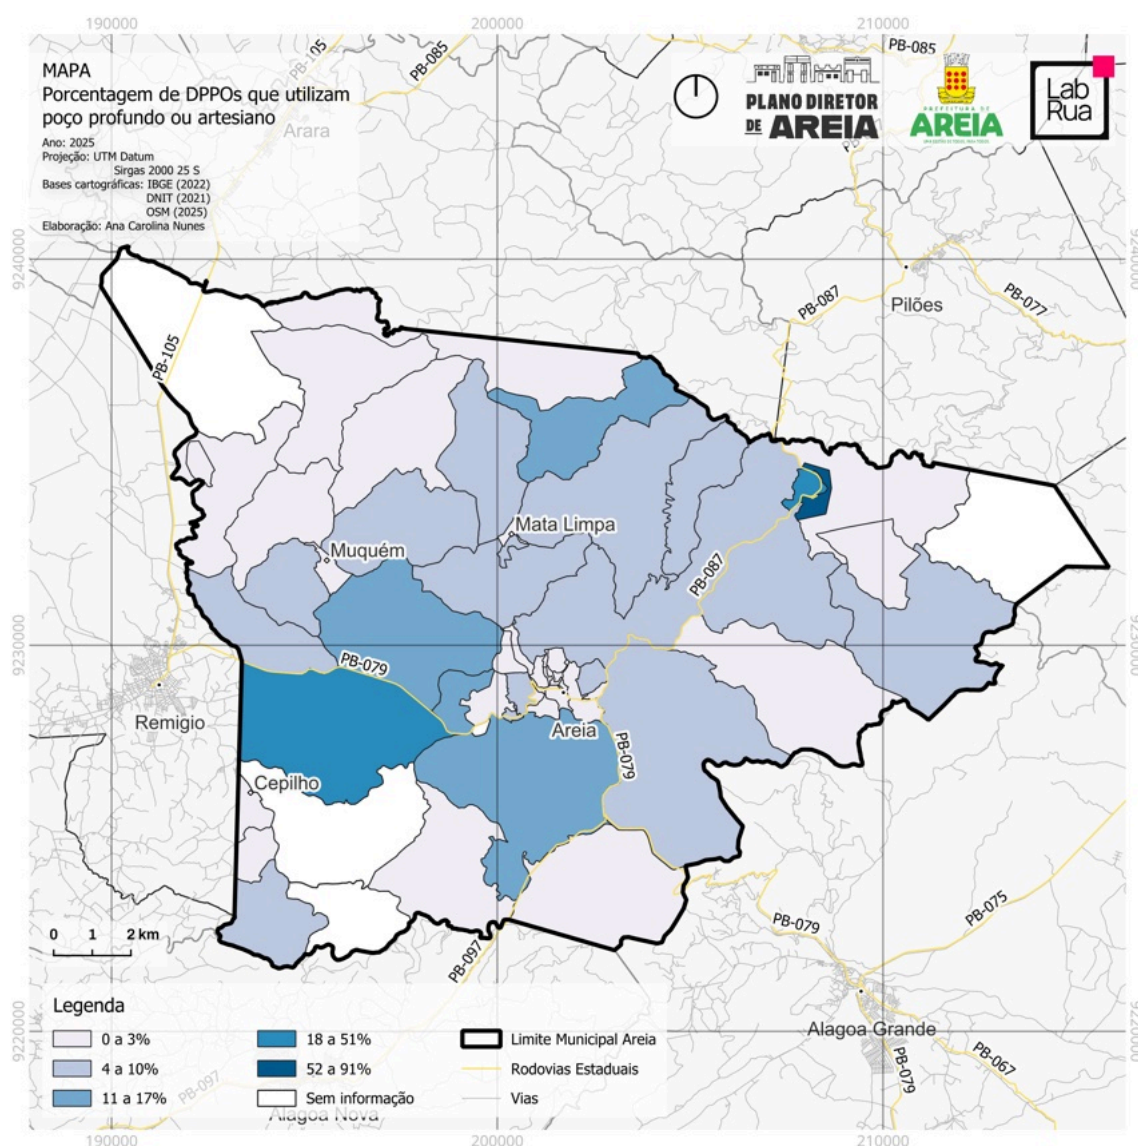 190000
200000
210000
MAPA
Porcentagem de DPPOs que utilizam
poço profundo ou artesiano
Ano: 2025
Projeção: UTM Datum
Sirgas 2000 25 S
Bases cartográficas: IBGE (2022)
DNIT (2021)
OSM (2025)
Elaboração: Ana Carolina Nunes
PB-105
PB-085
Arara
PLANO DIRETOR
DE AREIA
PREFEITURA DE
AREIA
Lab
Rua
PB-085
9240000
9240000
PB-087
Pilões
PB-077
PB-105
Mata Limpa
Muquém
PB-087
9230000
9230000
PB-079
Remigio
Areia
PB-079
Cepilho
0 1 2 km
PB-097
PB-079
PB-075
Alagoa Grande
PB-079
PB-067
9220000
9220000
Legenda
0 a 3%
4 a 10%
11 a 17%
18 a 51%
52 a 91%
Sem informação
Limite Municipal Areia
Rodovias Estaduais
Vias
PB-097
Alagoa Nova
190000
200000
210000